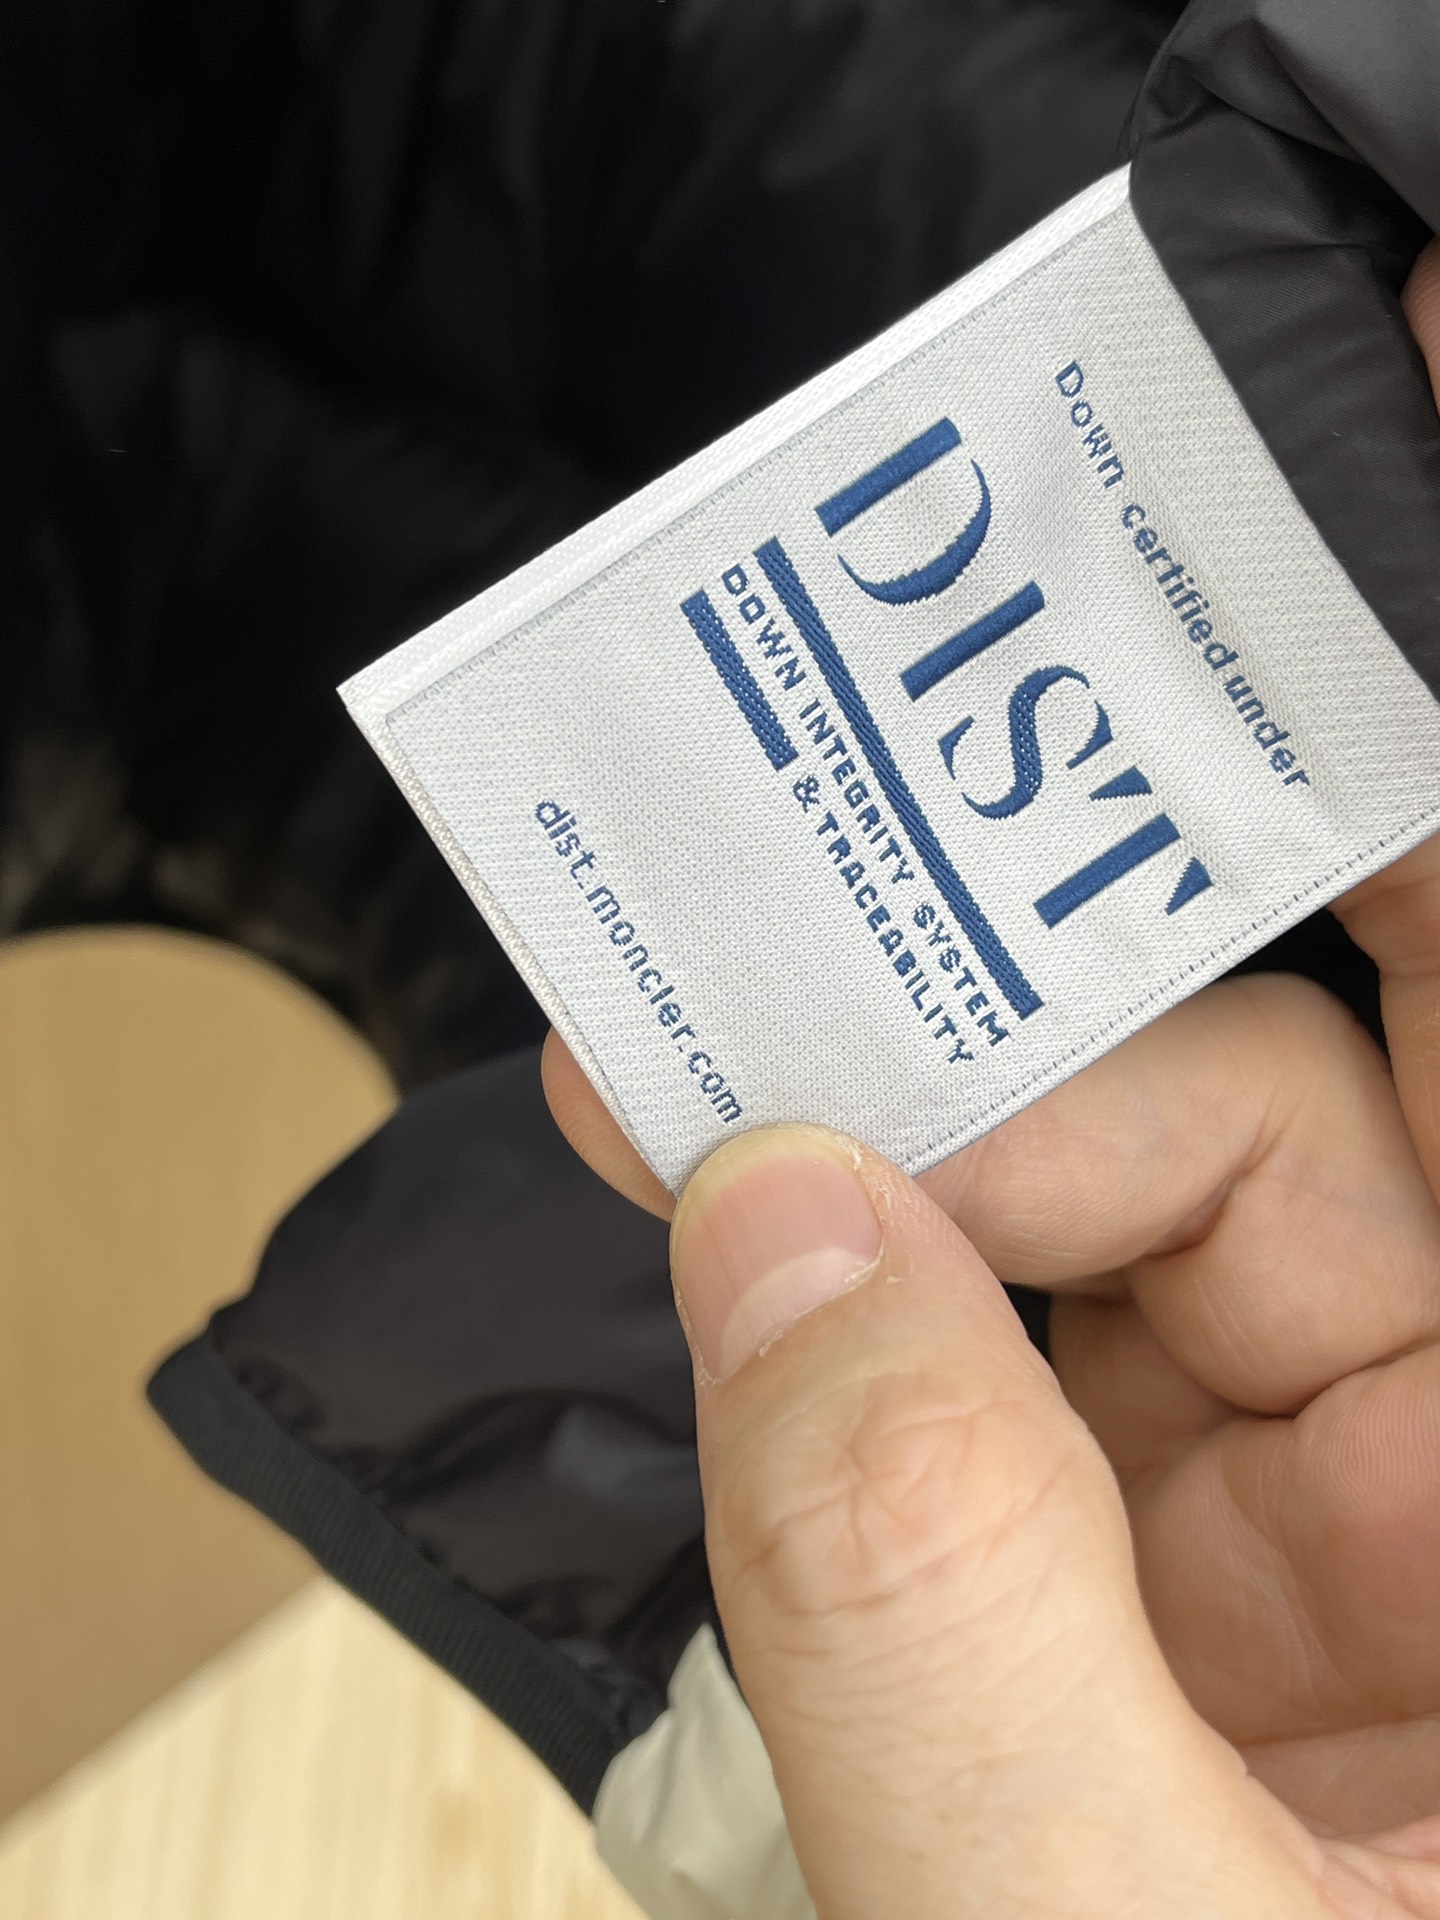 Down certified under
DIST
DOWN INTEGRITY SYSTEM
& TRACEABILITY
dist.moncler.com